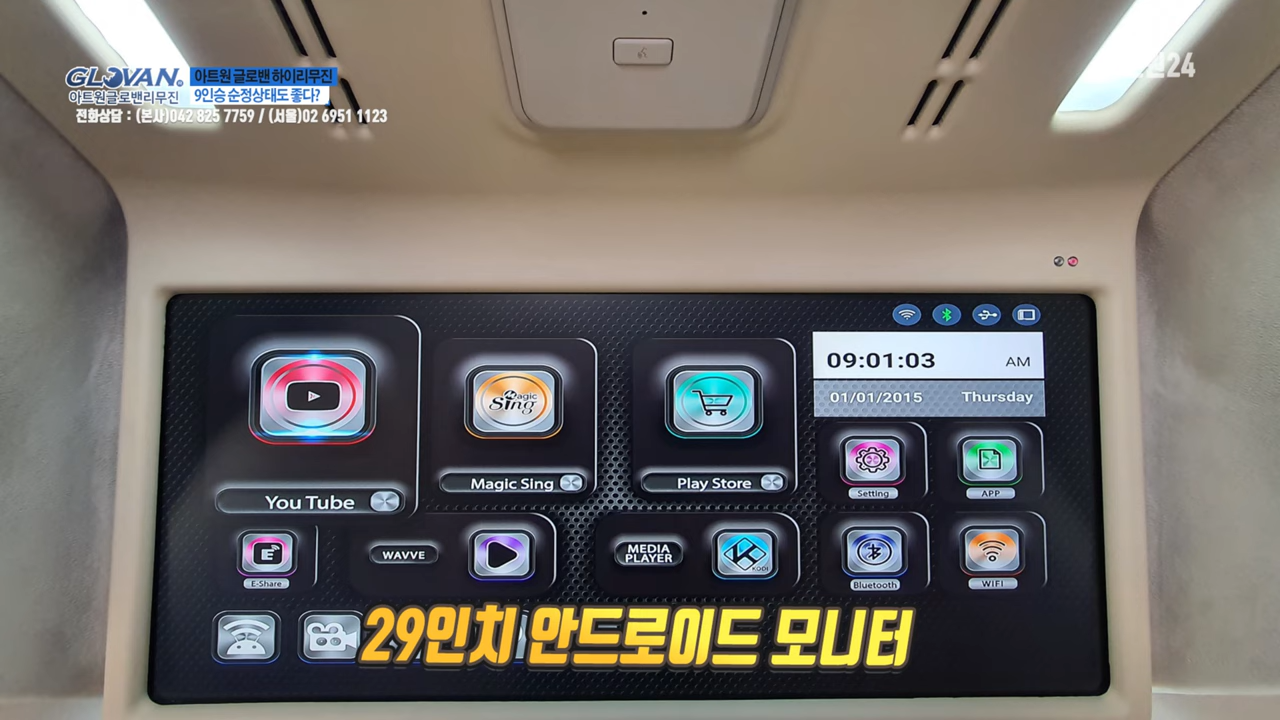 GLOVAN®
아트원글로밴리무진
아트원 글로밴 하이리무진
9인승 순정상태도 좋다?
전화상담 : (본사)042 825 7759 / (서울)02 6951 1123
24
09:01:03 AM
01/01/2015 Thursday
Magic Sing
You Tube
Magic Sing
Play Store
Setting
APP
E
E-Share
WAVVE
MEDIA PLAYER
KODI
Bluetooth
WIFI
29인치 안드로이드 모니터